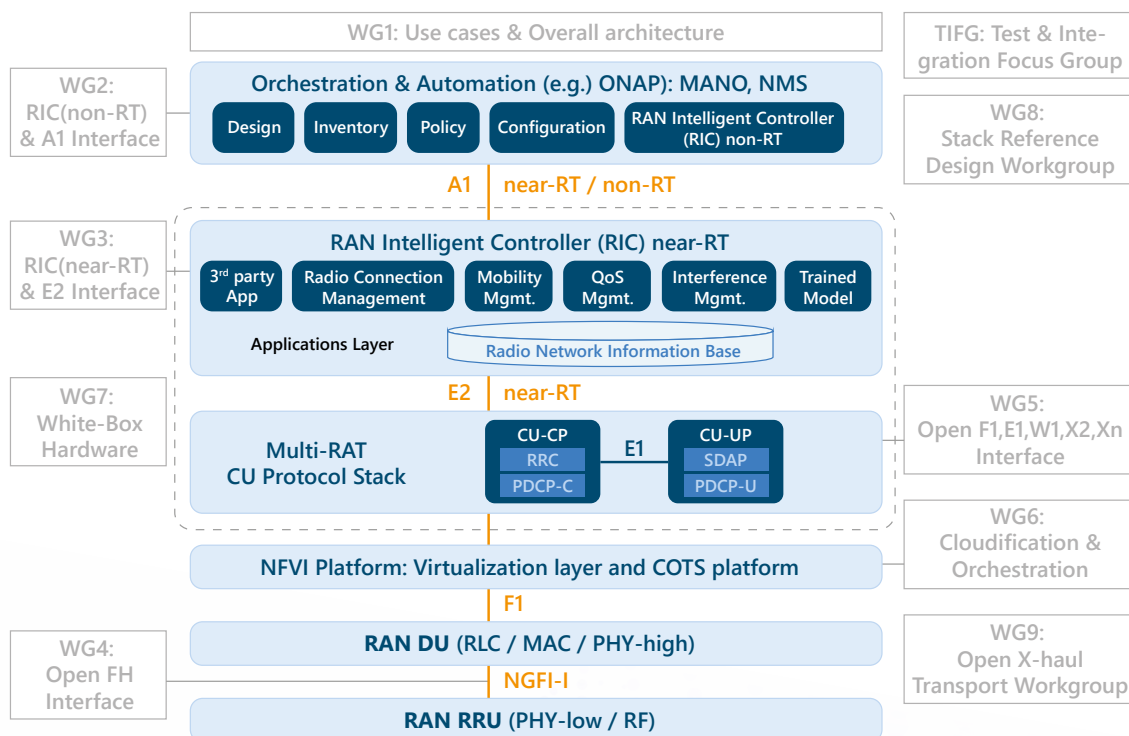 WG1: Use cases & Overall architecture
TIFG: Test & Inte-
gration Focus Group
WG2:
RIC(non-RT)
& A1 Interface
Orchestration & Automation (e.g.) ONAP): MANO, NMS
Design
Inventory
Policy
Configuration
RAN Intelligent Controller
(RIC) non-RT
WG8:
Stack Reference
Design Workgroup
A1 near-RT / non-RT
WG3:
RIC(near-RT)
& E2 Interface
RAN Intelligent Controller (RIC) near-RT
3rd party
App
Radio Connection
Management
Mobility
Mgmt.
QoS
Mgmt.
Interference
Mgmt.
Trained
Model
Applications Layer
Radio Network Information Base
E2 near-RT
WG7:
White-Box
Hardware
Multi-RAT
CU Protocol Stack
CU-CP
RRC
PDCP-C
E1
CU-UP
SDAP
PDCP-U
WG5:
Open F1,E1,W1,X2,Xn
Interface
WG6:
Cloudification &
Orchestration
NFVI Platform: Virtualization layer and COTS platform
F1
RAN DU (RLC / MAC / PHY-high)
WG4:
Open FH
Interface
NGFI-I
WG9:
Open X-haul
Transport Workgroup
RAN RRU (PHY-low / RF)